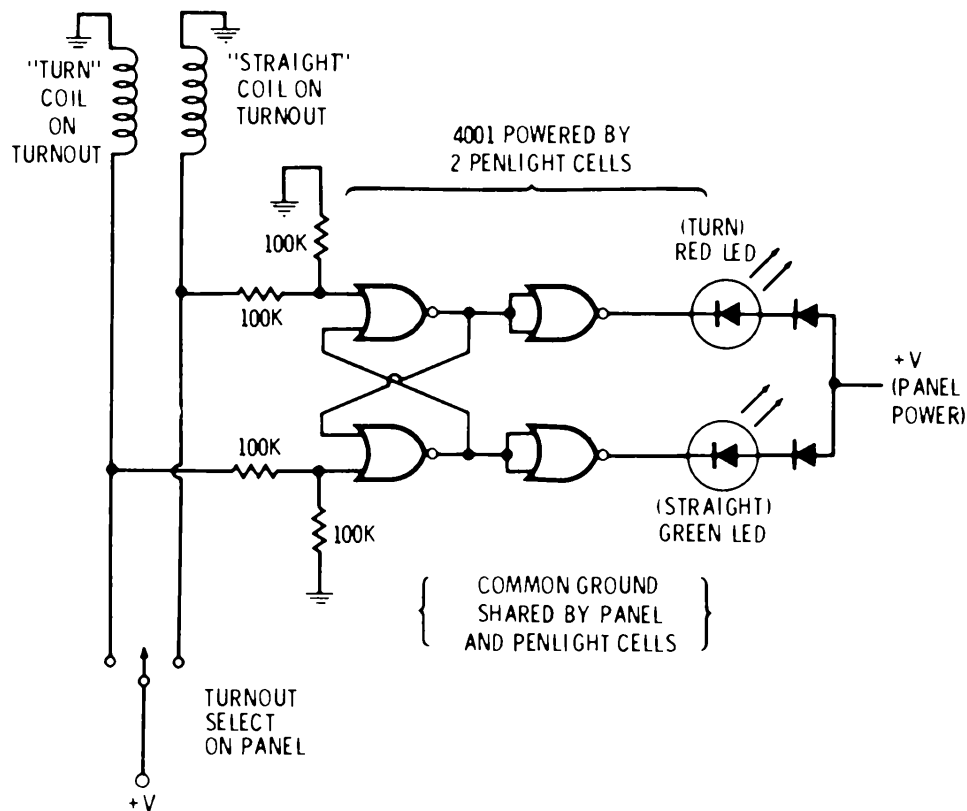 "TURN"
COIL
ON
TURNOUT
"STRAIGHT"
COIL ON
TURNOUT
4001 POWERED BY
2 PENLIGHT CELLS
100K
100K
(TURN)
RED LED
+V
(PANEL
POWER)
100K
100K
(STRAIGHT)
GREEN LED
COMMON GROUND
SHARED BY PANEL
AND PENLIGHT CELLS
TURNOUT
SELECT
ON PANEL
+V